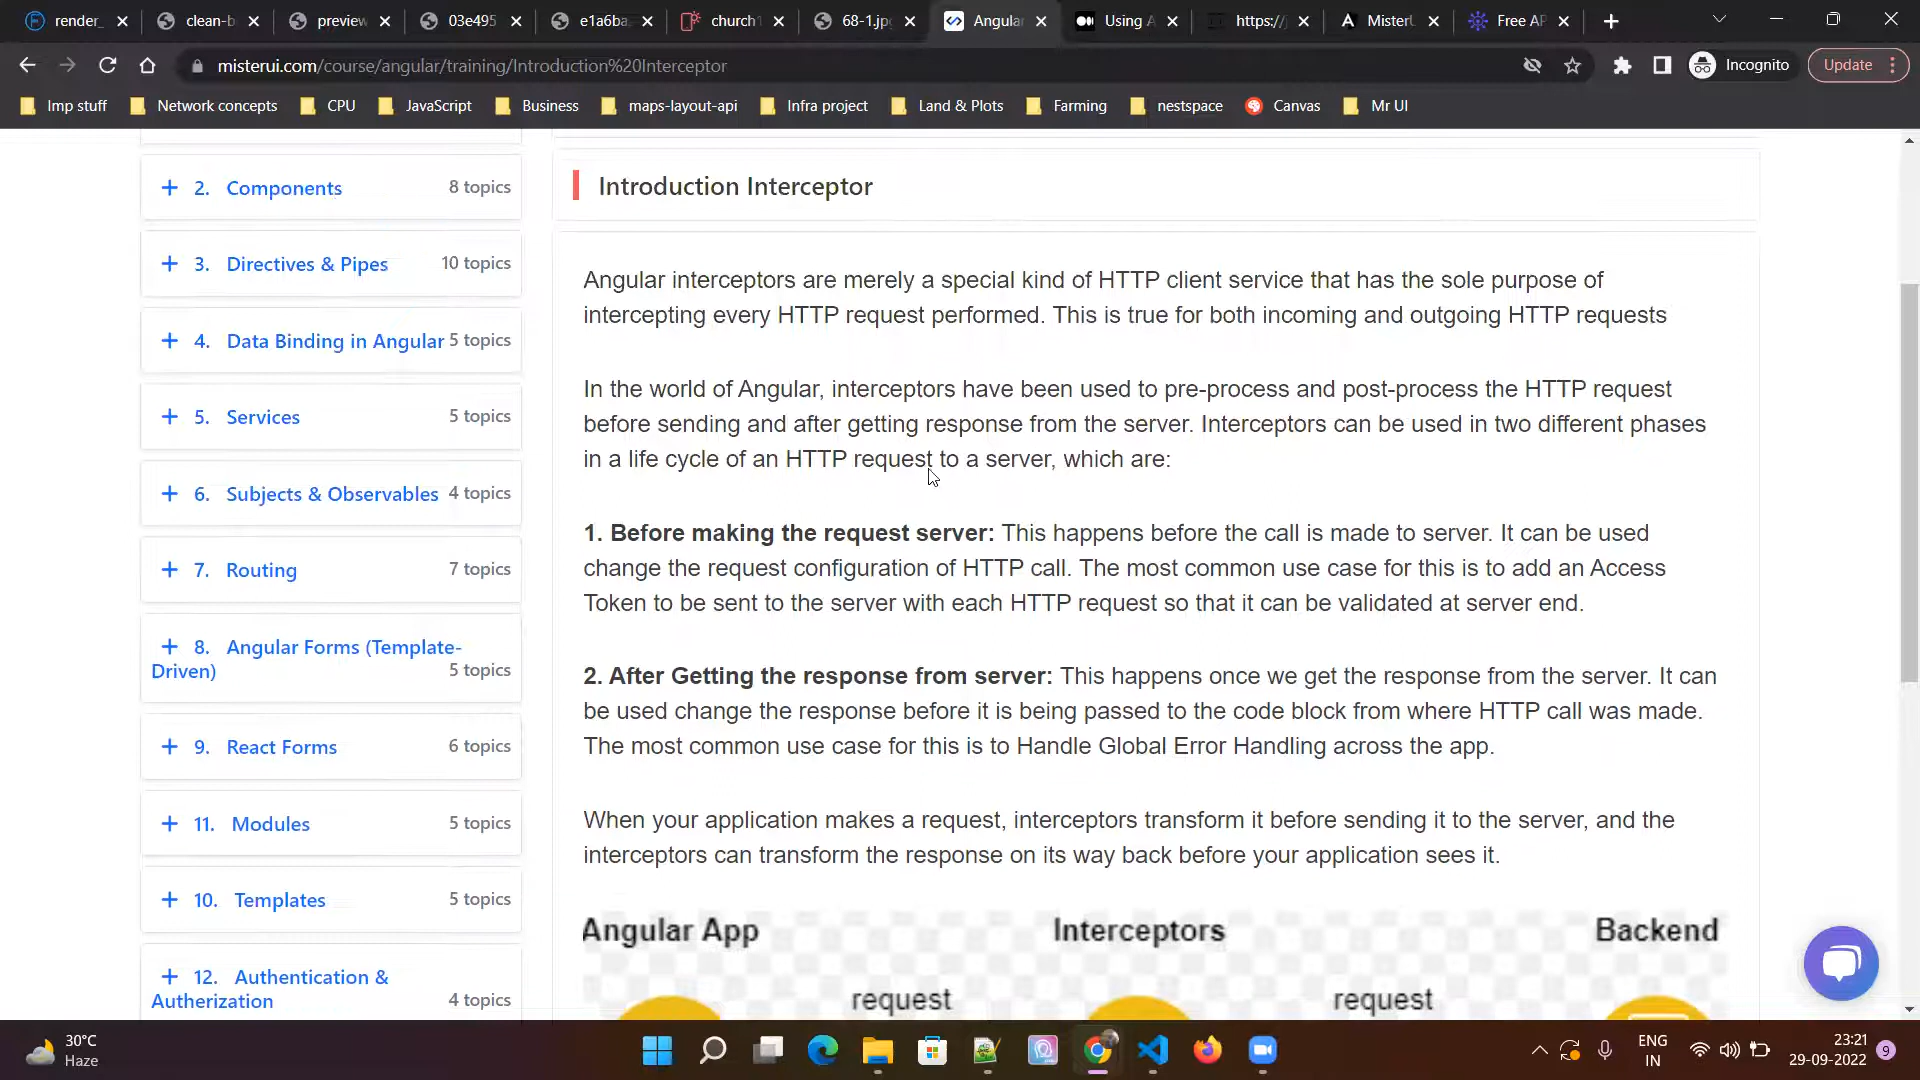 render_
clean-b
preview
03e495
e1a6ba
church1
68-1.jpg
Angular
Using A
https://j
MisterU
Free AP
misterui.com/course/angular/training/Introduction%20Interceptor
Incognito
Update
Imp stuff
Network concepts
CPU
JavaScript
Business
maps-layout-api
Infra project
Land & Plots
Farming
nestspace
Canvas
Mr UI
+ 2. Components 8 topics
+ 3. Directives & Pipes 10 topics
+ 4. Data Binding in Angular 5 topics
+ 5. Services 5 topics
+ 6. Subjects & Observables 4 topics
+ 7. Routing 7 topics
+ 8. Angular Forms (Template-
Driven) 5 topics
+ 9. React Forms 6 topics
+ 11. Modules 5 topics
+ 10. Templates 5 topics
+ 12. Authentication &
Autherization 4 topics
Introduction Interceptor
Angular interceptors are merely a special kind of HTTP client service that has the sole purpose of
intercepting every HTTP request performed. This is true for both incoming and outgoing HTTP requests
In the world of Angular, interceptors have been used to pre-process and post-process the HTTP request
before sending and after getting response from the server. Interceptors can be used in two different phases
in a life cycle of an HTTP request to a server, which are:
1. Before making the request server: This happens before the call is made to server. It can be used
change the request configuration of HTTP call. The most common use case for this is to add an Access
Token to be sent to the server with each HTTP request so that it can be validated at server end.
2. After Getting the response from server: This happens once we get the response from the server. It can
be used change the response before it is being passed to the code block from where HTTP call was made.
The most common use case for this is to Handle Global Error Handling across the app.
When your application makes a request, interceptors transform it before sending it to the server, and the
interceptors can transform the response on its way back before your application sees it.
Angular App Interceptors Backend
request request
30°C
Haze
ENG
IN
23:21
29-09-2022
9